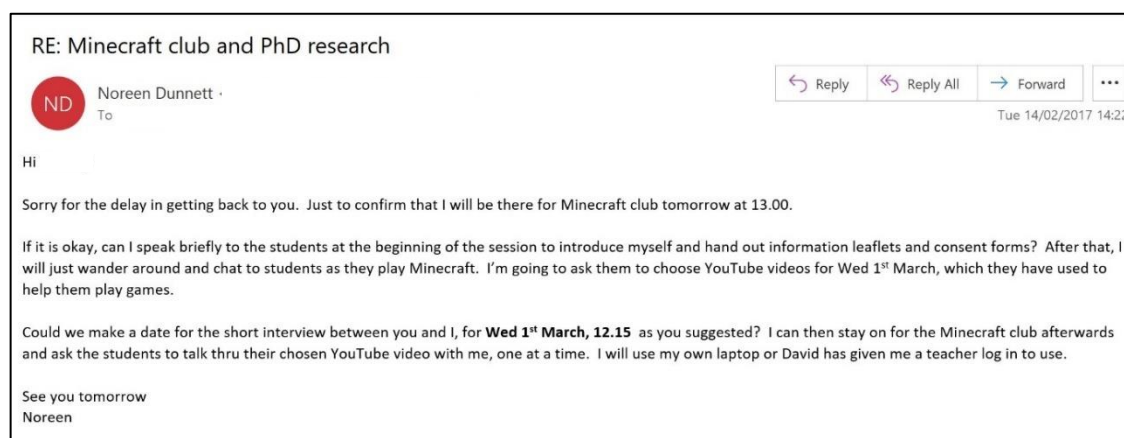 RE: Minecraft club and PhD research
ND
Noreen Dunnett ·
To
Reply
Reply All
Forward
...
Tue 14/02/2017 14:22
Hi
Sorry for the delay in getting back to you. Just to confirm that I will be there for Minecraft club tomorrow at 13.00.
If it is okay, can I speak briefly to the students at the beginning of the session to introduce myself and hand out information leaflets and consent forms? After that, I
will just wander around and chat to students as they play Minecraft. I'm going to ask them to choose YouTube videos for Wed 1st March, which they have used to
help them play games.
Could we make a date for the short interview between you and I, for Wed 1st March, 12.15 as you suggested? I can then stay on for the Minecraft club afterwards
and ask the students to talk thru their chosen YouTube video with me, one at a time. I will use my own laptop or David has given me a teacher log in to use.
See you tomorrow
Noreen